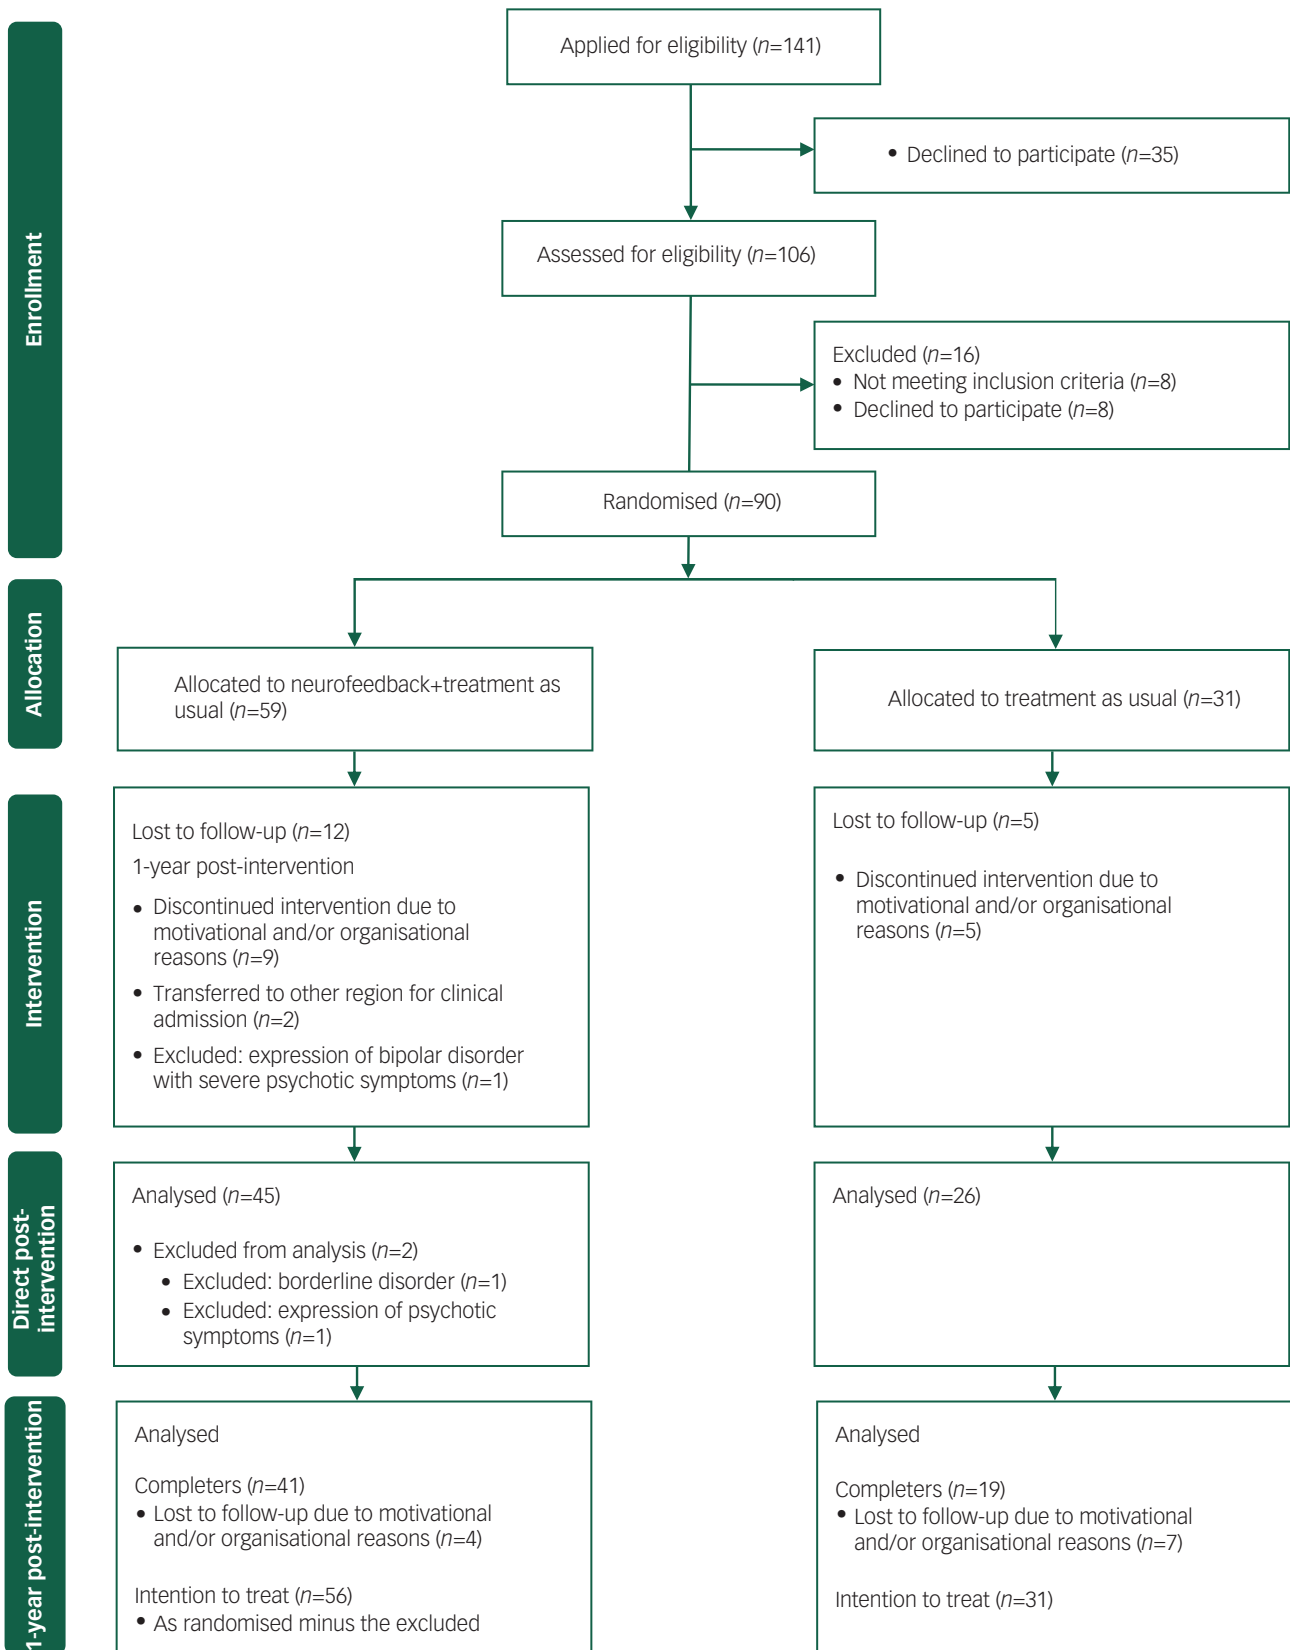 Enrollment
Applied for eligibility (n=141)
• Declined to participate (n=35)
Assessed for eligibility (n=106)
Excluded (n=16)
• Not meeting inclusion criteria (n=8)
• Declined to participate (n=8)
Randomised (n=90)
Allocation
Allocated to neurofeedback+treatment as
usual (n=59)
Allocated to treatment as usual (n=31)
Intervention
Lost to follow-up (n=12)
1-year post-intervention
• Discontinued intervention due to
motivational and/or organisational
reasons (n=9)
• Transferred to other region for clinical
admission (n=2)
• Excluded: expression of bipolar disorder
with severe psychotic symptoms (n=1)
Lost to follow-up (n=5)
• Discontinued intervention due to
motivational and/or organisational
reasons (n=5)
Direct post-
intervention
Analysed (n=45)
• Excluded from analysis (n=2)
• Excluded: borderline disorder (n=1)
• Excluded: expression of psychotic
symptoms (n=1)
Analysed (n=26)
1-year post-intervention
Analysed
Completers (n=41)
• Lost to follow-up due to motivational
and/or organisational reasons (n=4)
Intention to treat (n=56)
• As randomised minus the excluded
Analysed
Completers (n=19)
• Lost to follow-up due to motivational
and/or organisational reasons (n=7)
Intention to treat (n=31)